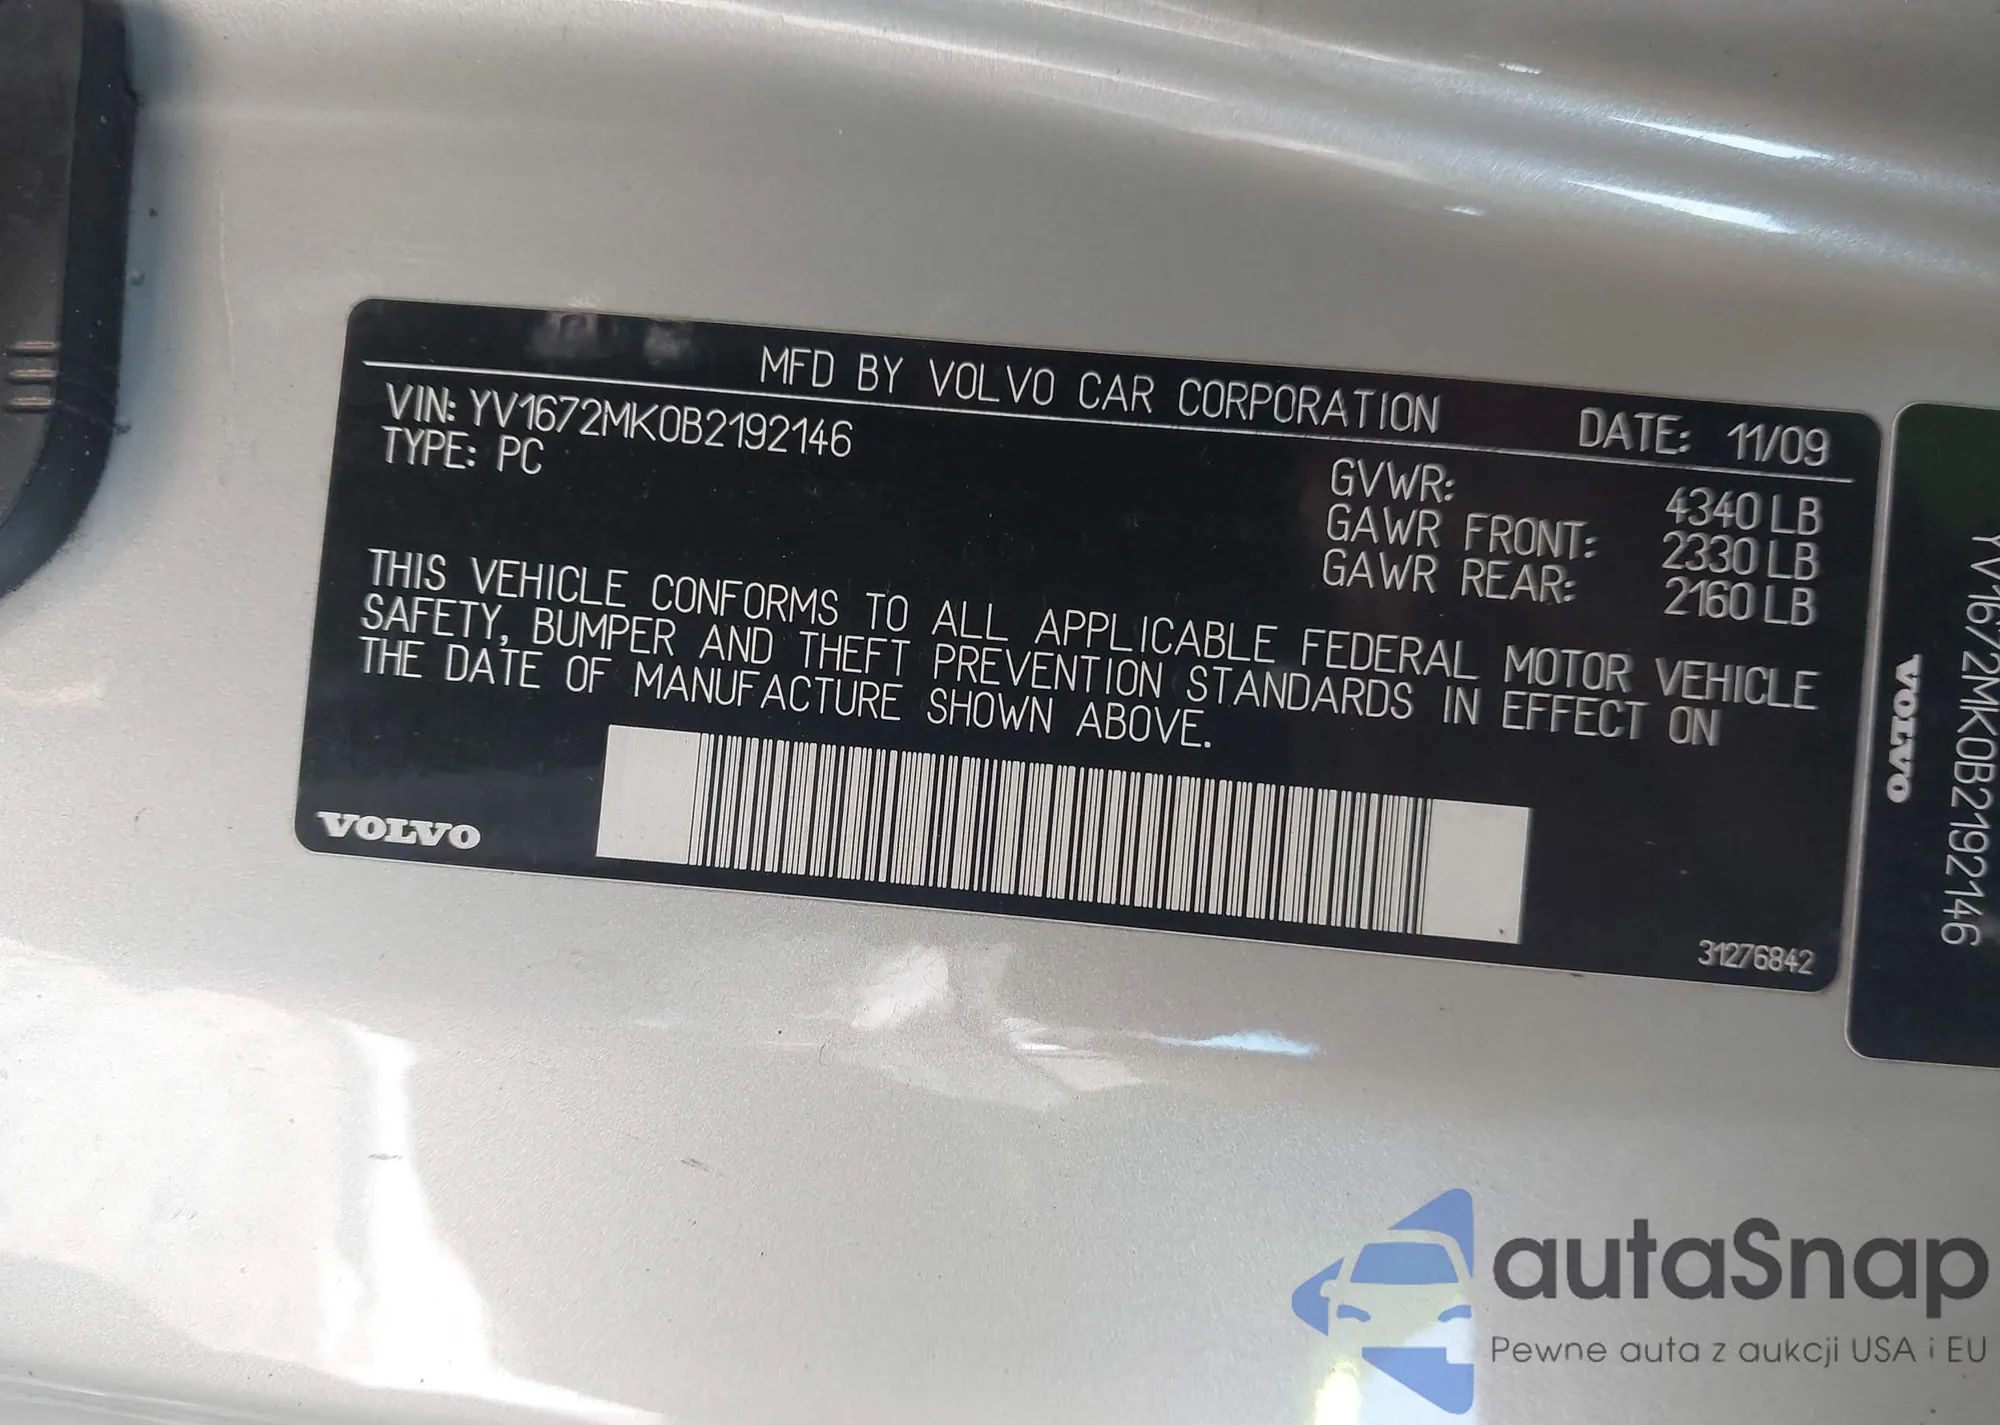 MFD BY VOLVO CAR CORPORATION DATE: 11/09
VIN: YV1672MK0B2192146
TYPE: PC
GVWR: 4340 LB
GAWR FRONT: 2330 LB
GAWR REAR: 2160 LB
THIS VEHICLE CONFORMS TO ALL APPLICABLE FEDERAL MOTOR VEHICLE
SAFETY, BUMPER AND THEFT PREVENTION STANDARDS IN EFFECT ON
THE DATE OF MANUFACTURE SHOWN ABOVE.
VOLVO
31276842
YV1672MK0B2192146
VOLVO
autaSnap
Pewne auta z aukcji USA i EU